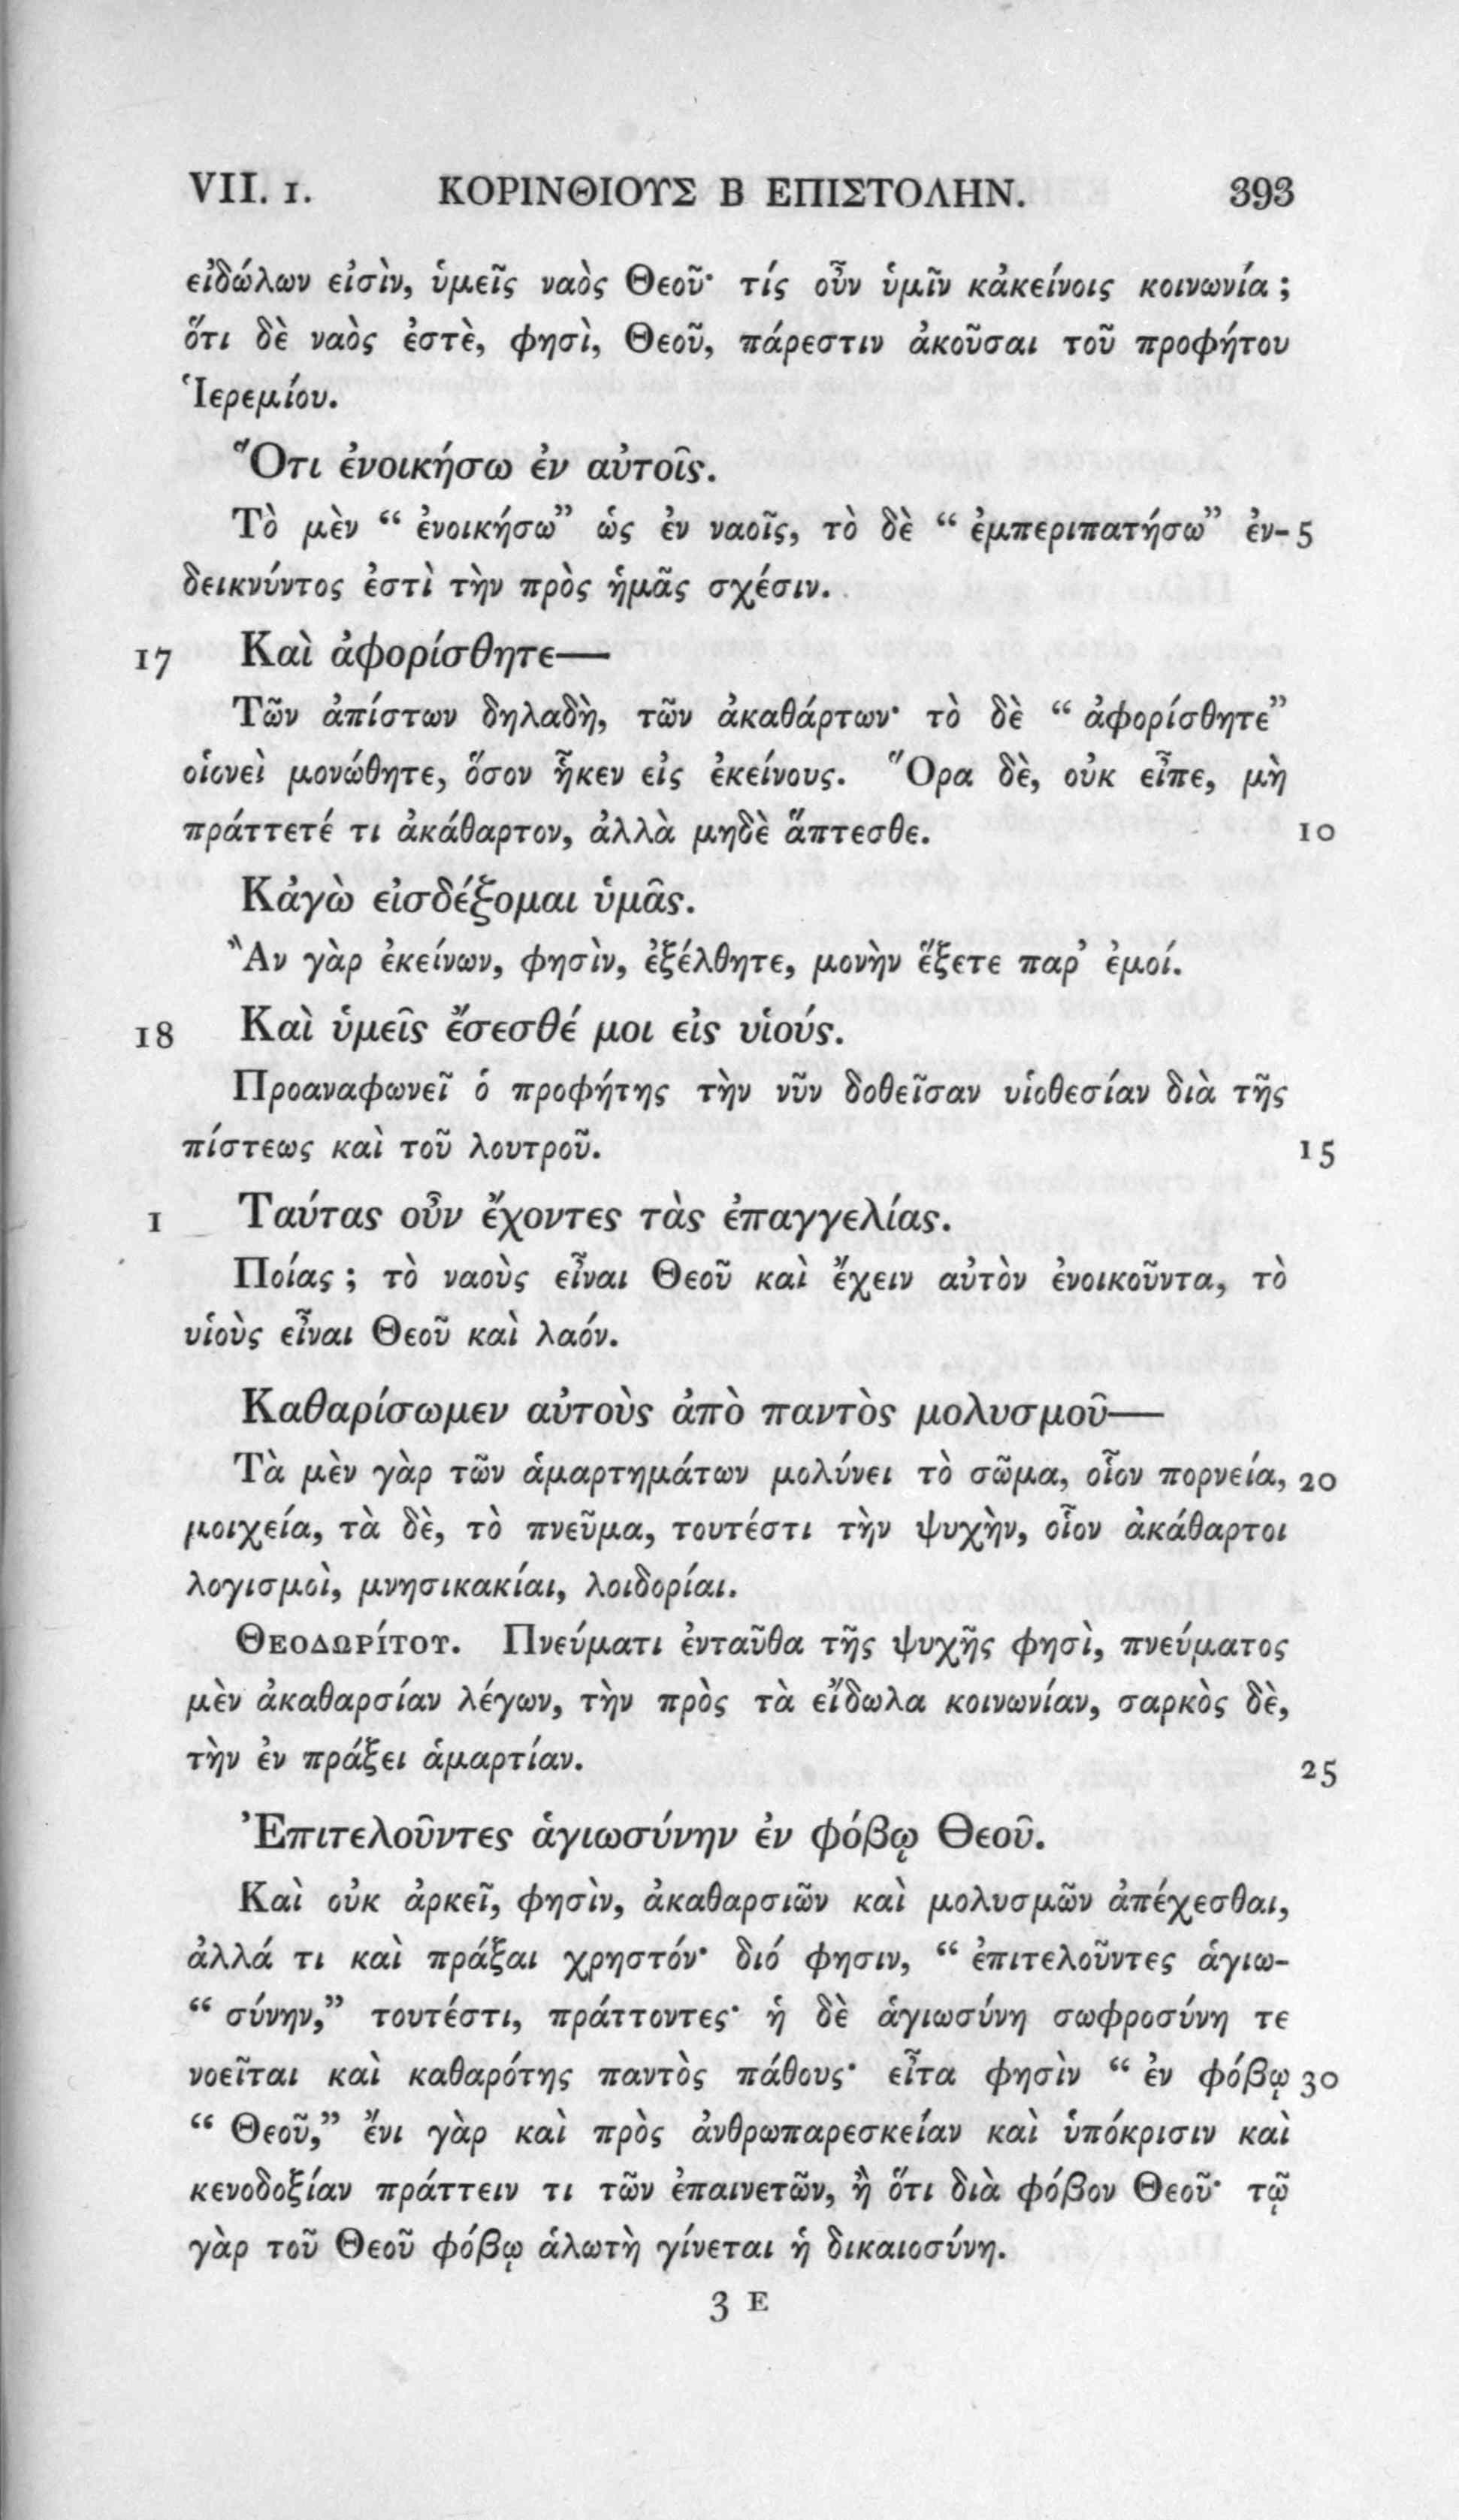 VII. 1. ΚΟΡΙΝΘΙΟΥΣ Β ΕΠΙΣΤΟΛΗΝ. 393
εἰδώλων εἰσὶν, ὑμεῖς ναὸς Θεοῦ· τίς οὖν ὑμῖν κἀκείνοις κοινωνία ;
ὅτι δὲ ναὸς ἐστὲ, φησὶ, Θεοῦ, πάρεστιν ἀκοῦσαι τοῦ προφήτου
Ἱερεμίου.
Ὅτι ἐνοικήσω ἐν αὐτοῖς.
Τὸ μὲν “ ἐνοικήσω” ὡς ἐν ναοῖς, τὸ δὲ “ ἐμπεριπατήσω” ἐν- 5
δεικνύντος ἐστὶ τὴν πρὸς ἡμᾶς σχέσιν.
17 Καὶ ἀφορίσθητε—
Τῶν ἀπίστων δηλαδὴ, τῶν ἀκαθάρτων· τὸ δὲ “ ἀφορίσθητε”
οἱονεὶ μονώθητε, ὅσον ἧκεν εἰς ἐκείνους. Ὅρα δὲ, οὐκ εἶπε, μὴ
πράττετέ τι ἀκάθαρτον, ἀλλὰ μηδὲ ἅπτεσθε. 10
Κἀγὼ εἰσδέξομαι ὑμᾶς.
Ἂν γὰρ ἐκείνων, φησὶν, ἐξέλθητε, μονὴν ἕξετε παρ’ ἐμοί.
18 Καὶ ὑμεῖς ἔσεσθέ μοι εἰς υἱούς.
Προαναφωνεῖ ὁ προφήτης τὴν νῦν δοθεῖσαν υἱοθεσίαν διὰ τῆς
πίστεως καὶ τοῦ λουτροῦ. 15
1 Ταύτας οὖν ἔχοντες τὰς ἐπαγγελίας.
Ποίας ; τὸ ναοὺς εἶναι Θεοῦ καὶ ἔχειν αὐτὸν ἐνοικοῦντα, τὸ
υἱοὺς εἶναι Θεοῦ καὶ λαόν.
Καθαρίσωμεν αὐτοὺς ἀπὸ παντὸς μολυσμοῦ—
Τὰ μὲν γὰρ τῶν ἁμαρτημάτων μολύνει τὸ σῶμα, οἷον πορνεία, 20
μοιχεία, τὰ δὲ, τὸ πνεῦμα, τουτέστι τὴν ψυχὴν, οἷον ἀκάθαρτοι
λογισμοὶ, μνησικακίαι, λοιδορίαι.
Θεοδωρίτου. Πνεύματι ἐνταῦθα τῆς ψυχῆς φησὶ, πνεύματος
μὲν ἀκαθαρσίαν λέγων, τὴν πρὸς τὰ εἴδωλα κοινωνίαν, σαρκὸς δὲ,
τὴν ἐν πράξει ἁμαρτίαν. 25
Ἐπιτελοῦντες ἁγιωσύνην ἐν φόβῳ Θεοῦ.
Καὶ οὐκ ἀρκεῖ, φησὶν, ἀκαθαρσιῶν καὶ μολυσμῶν ἀπέχεσθαι,
ἀλλά τι καὶ πράξαι χρηστόν· διό φησιν, “ ἐπιτελοῦντες ἁγιω-
“ σύνην,” τουτέστι, πράττοντες· ἡ δὲ ἁγιωσύνη σωφροσύνη τε
νοεῖται καὶ καθαρότης παντὸς πάθους· εἶτα φησὶν “ ἐν φόβῳ 30
“ Θεοῦ,” ἔνι γὰρ καὶ πρὸς ἀνθρωπαρεσκείαν καὶ ὑπόκρισιν καὶ
κενοδοξίαν πράττειν τι τῶν ἐπαινετῶν, ἢ ὅτι διὰ φόβον Θεοῦ· τῷ
γὰρ τοῦ Θεοῦ φόβῳ ἁλωτὴ γίνεται ἡ δικαιοσύνη.
3 E